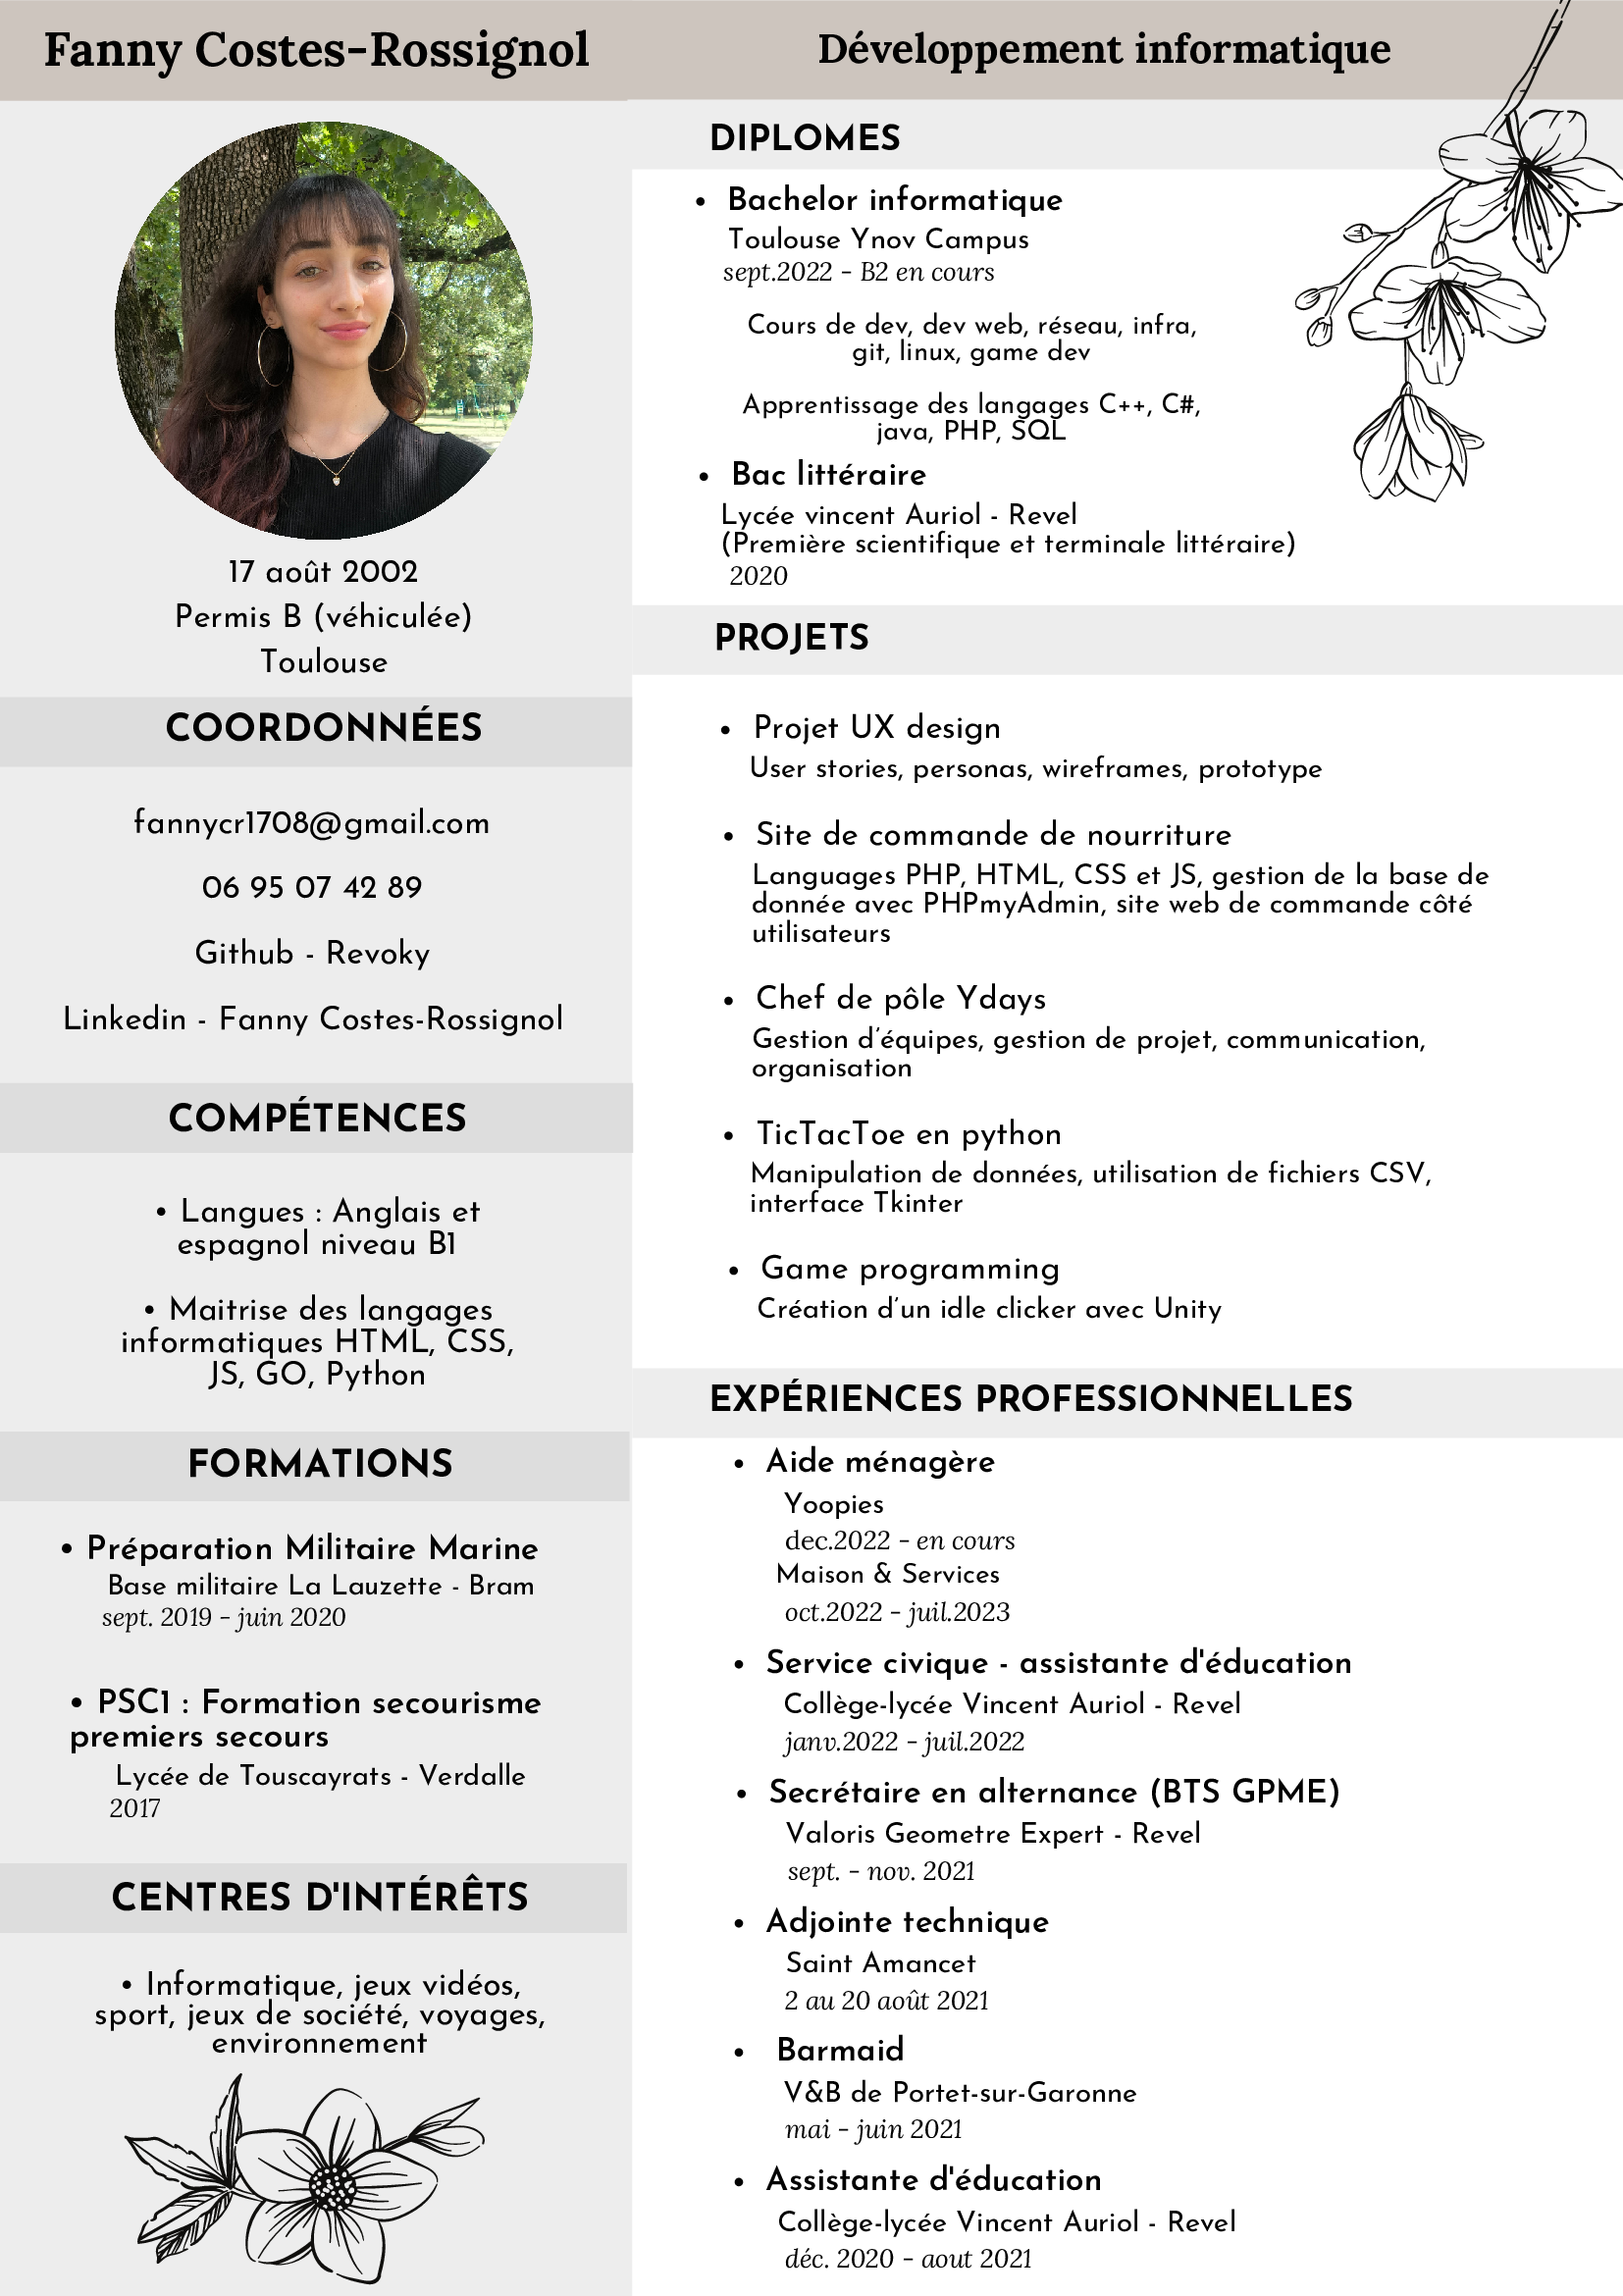 Fanny Costes-Rossignol
17 août 2002
Permis B (véhiculée)
Toulouse
COORDONNÉES
fannycr1708@gmail.com
06 95 07 42 89
Github - Revoky
Linkedin - Fanny Costes-Rossignol
COMPÉTENCES
• Langues : Anglais et
espagnol niveau B1
• Maitrise des langages
informatiques HTML, CSS,
JS, GO, Python
FORMATIONS
• Préparation Militaire Marine
Base militaire La Lauzette - Bram
sept. 2019 - juin 2020
• PSC1 : Formation secourisme
premiers secours
Lycée de Touscayrats - Verdalle
2017
CENTRES D'INTÉRÊTS
• Informatique, jeux vidéos,
sport, jeux de société, voyages,
environnement
Développement informatique
DIPLOMES
• Bachelor informatique
Toulouse Ynov Campus
sept.2022 - B2 en cours
Cours de dev, dev web, réseau, infra,
git, linux, game dev
Apprentissage des langages C++, C#,
java, PHP, SQL
• Bac littéraire
Lycée vincent Auriol - Revel
(Première scientifique et terminale littéraire)
2020
PROJETS
• Projet UX design
User stories, personas, wireframes, prototype
• Site de commande de nourriture
Languages PHP, HTML, CSS et JS, gestion de la base de
donnée avec PHPmyAdmin, site web de commande côté
utilisateurs
• Chef de pôle Ydays
Gestion d'équipes, gestion de projet, communication,
organisation
• TicTacToe en python
Manipulation de données, utilisation de fichiers CSV,
interface Tkinter
• Game programming
Création d'un idle clicker avec Unity
EXPÉRIENCES PROFESSIONNELLES
• Aide ménagère
Yoopies
dec.2022 - en cours
Maison & Services
oct.2022 - juil.2023
• Service civique - assistante d'éducation
Collège-lycée Vincent Auriol - Revel
janv.2022 - juil.2022
• Secrétaire en alternance (BTS GPME)
Valoris Geometre Expert - Revel
sept. - nov. 2021
• Adjointe technique
Saint Amancet
2 au 20 août 2021
• Barmaid
V&B de Portet-sur-Garonne
mai - juin 2021
• Assistante d'éducation
Collège-lycée Vincent Auriol - Revel
déc. 2020 - aout 2021